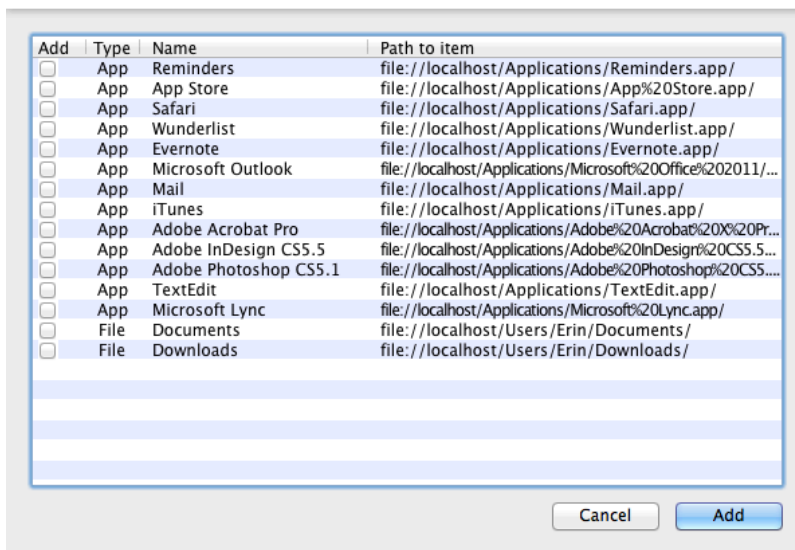 Add Type Name Path to item
App Reminders file://localhost/Applications/Reminders.app/
App App Store file://localhost/Applications/App%20Store.app/
App Safari file://localhost/Applications/Safari.app/
App Wunderlist file://localhost/Applications/Wunderlist.app/
App Evernote file://localhost/Applications/Evernote.app/
App Microsoft Outlook file://localhost/Applications/Microsoft%20Office%202011/...
App Mail file://localhost/Applications/Mail.app/
App iTunes file://localhost/Applications/iTunes.app/
App Adobe Acrobat Pro file://localhost/Applications/Adobe%20Acrobat%20X%20Pr...
App Adobe InDesign CS5.5 file://localhost/Applications/Adobe%20InDesign%20CS5.5...
App Adobe Photoshop CS5.1 file://localhost/Applications/Adobe%20Photoshop%20CS5....
App TextEdit file://localhost/Applications/TextEdit.app/
App Microsoft Lync file://localhost/Applications/Microsoft%20Lync.app/
File Documents file://localhost/Users/Erin/Documents/
File Downloads file://localhost/Users/Erin/Downloads/
Cancel Add